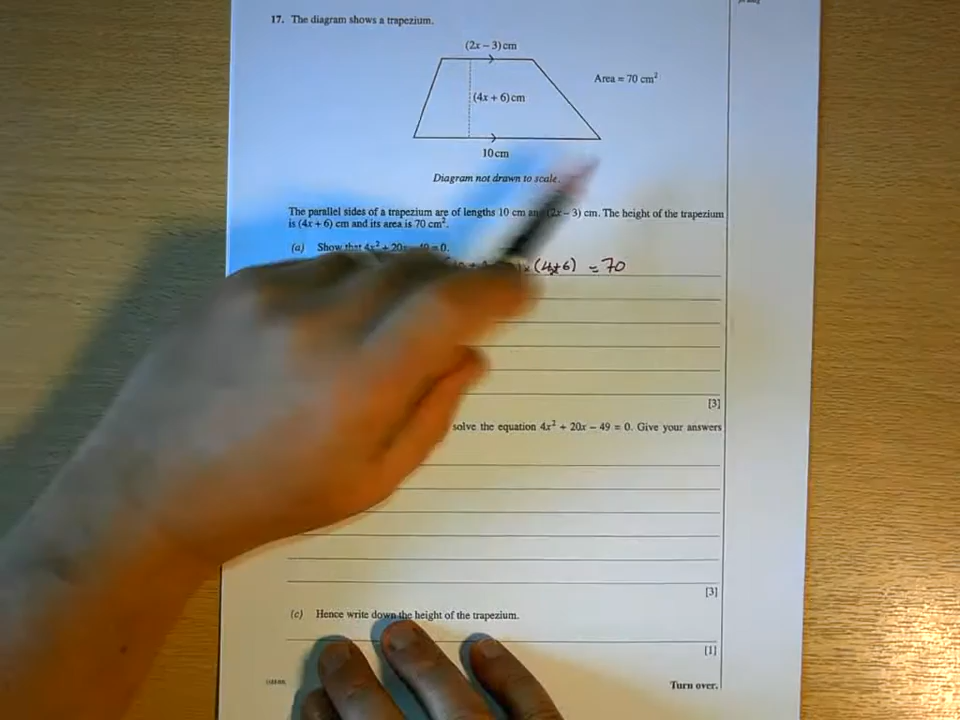 17. The diagram shows a trapezium.
(2x – 3) cm
Area = 70 cm²
(4x + 6) cm
10 cm
Diagram not drawn to scale.
The parallel sides of a trapezium are of lengths 10 cm and (2x – 3) cm. The height of the trapezium
is (4x + 6) cm and its area is 70 cm².
(a) Show that 4x² + 20x – 49 = 0.
x (4x+6) = 70
[3]
solve the equation 4x² + 20x – 49 = 0. Give your answers
[3]
(c) Hence write down the height of the trapezium.
[1]
Turn over.